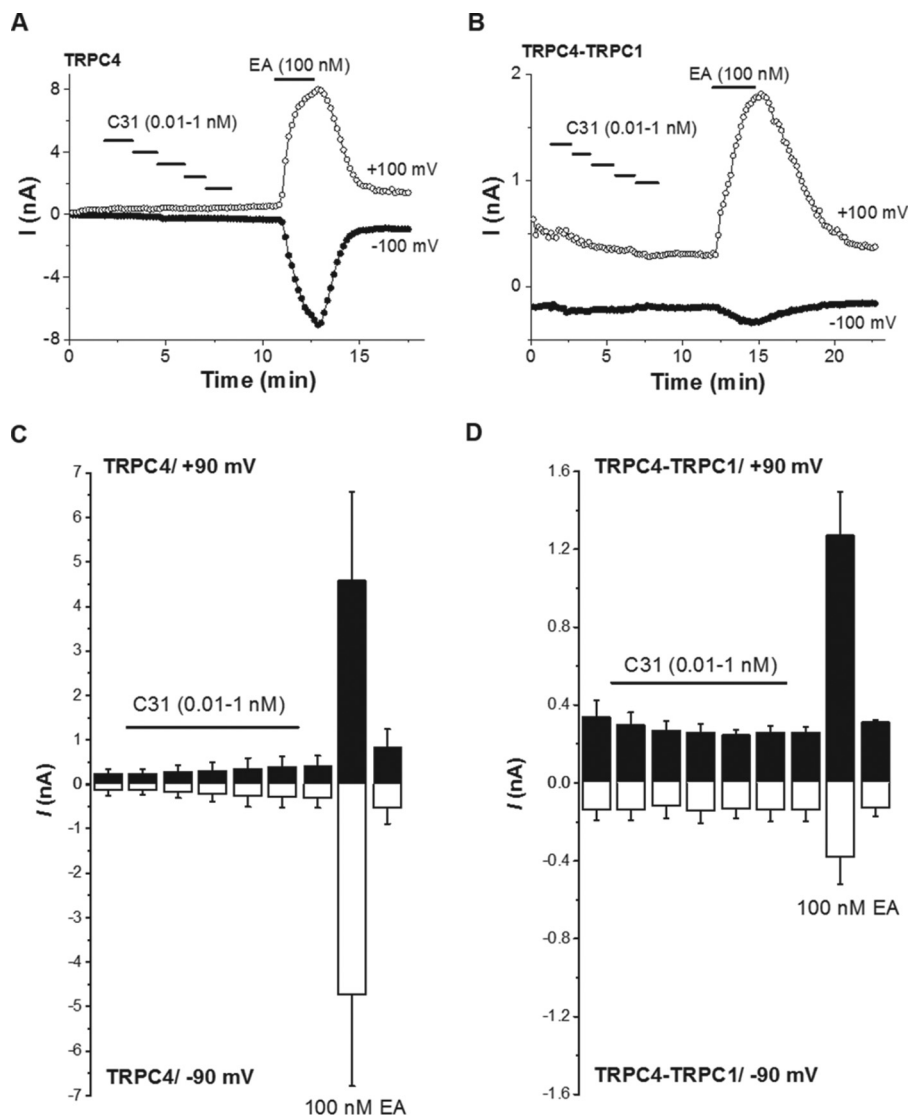 A
TRPC4
EA (100 nM)
C31 (0.01-1 nM)
+100 mV
-100 mV
8
4
0
-4
-8
I (nA)
0
5
10
15
Time (min)
B
TRPC4-TRPC1
EA (100 nM)
C31 (0.01-1 nM)
+100 mV
-100 mV
2
1
0
I (nA)
0
5
10
15
20
Time (min)
C
TRPC4/ +90 mV
7
6
5
4
3
2
1
0
-1
-2
-3
-4
-5
-6
-7
I (nA)
C31 (0.01-1 nM)
TRPC4/ -90 mV
100 nM EA
D
TRPC4-TRPC1/ +90 mV
1.6
1.2
0.8
0.4
0.0
-0.4
-0.8
-1.2
-1.6
I (nA)
C31 (0.01-1 nM)
100 nM EA
TRPC4-TRPC1/ -90 mV